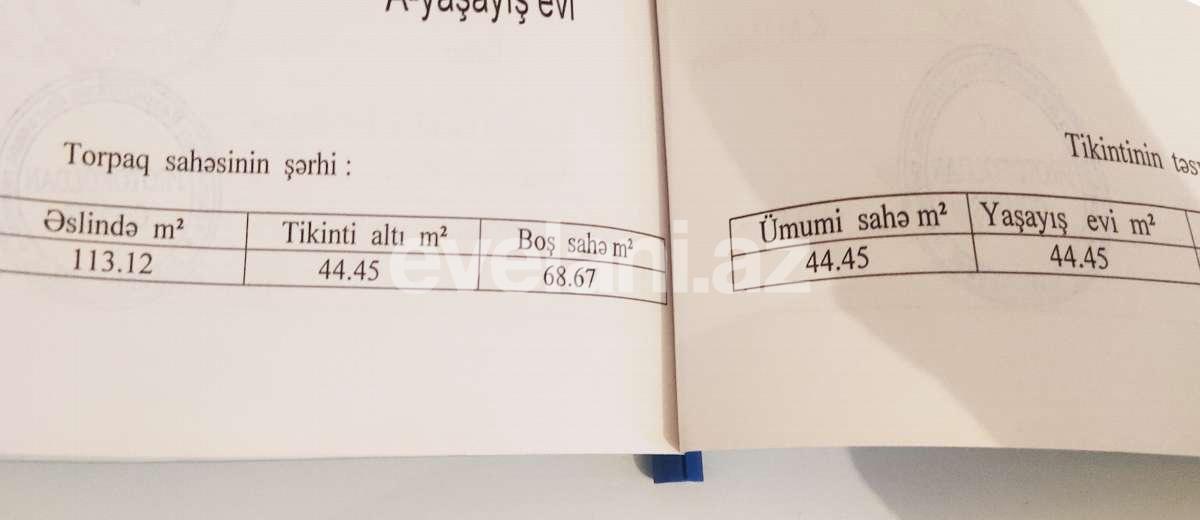 A-yaşayış evi
Torpaq sahəsinin şərhi :
Əslində m² Tikinti altı m² Boş sahə m²
113.12 44.45 68.67
Tikintinin
Ümumi sahə m² Yaşayış evi m²
44.45 44.45
evelani.az